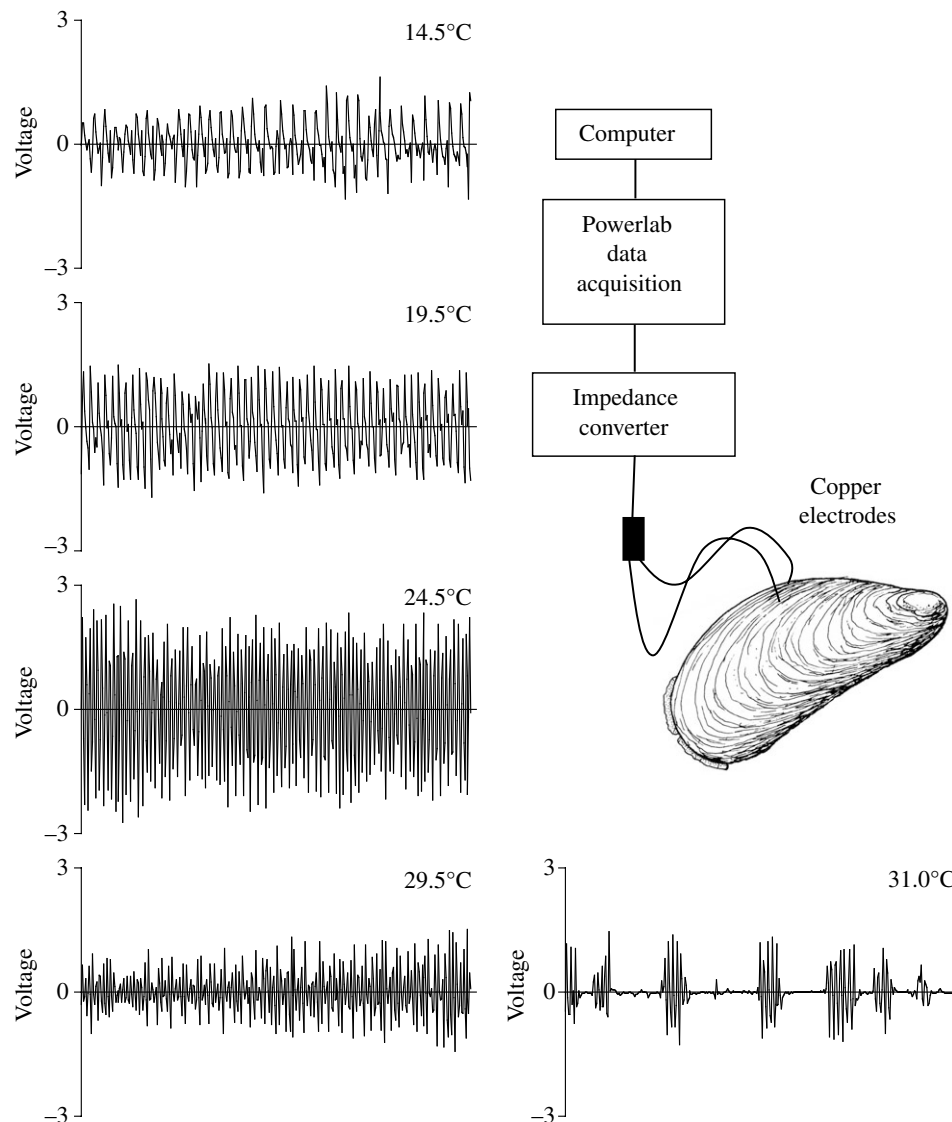 3
14.5°C
Voltage
0
–3
3
19.5°C
Voltage
0
–3
3
24.5°C
Voltage
0
–3
3
29.5°C
Voltage
0
–3
Computer
Powerlab
data
acquisition
Impedance
converter
Copper
electrodes
3
31.0°C
Voltage
0
–3